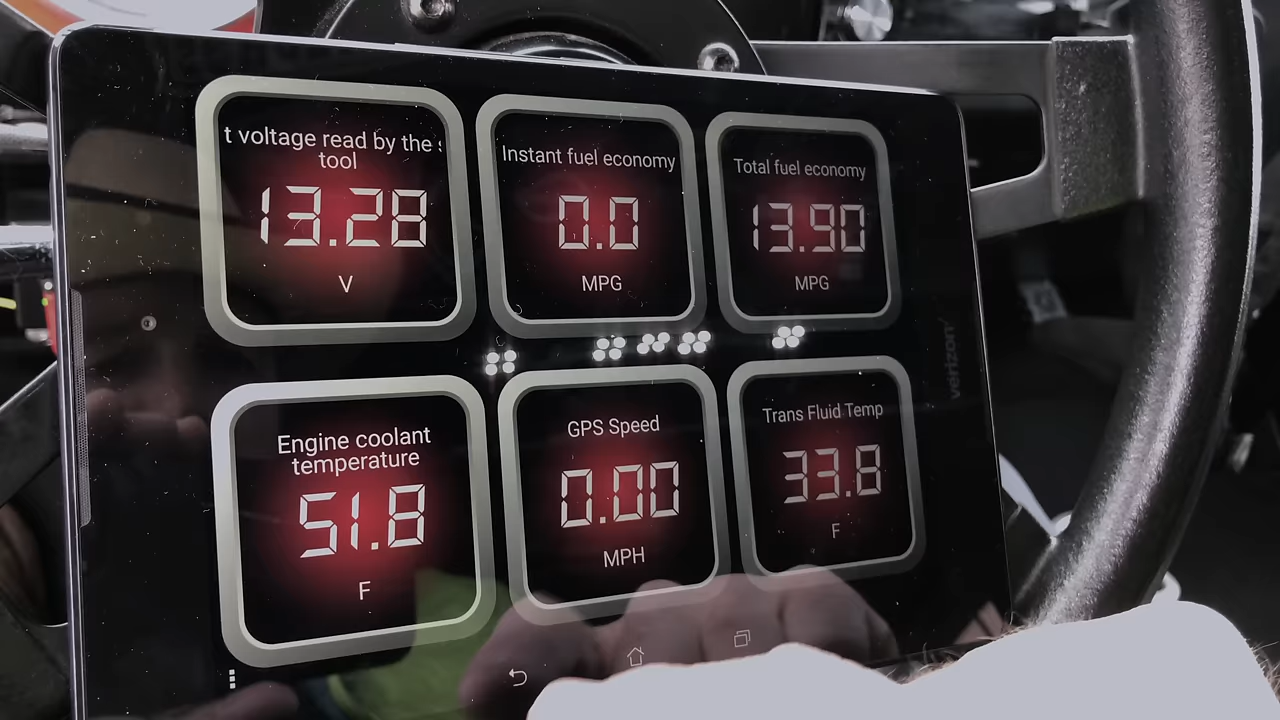 t voltage read by the s
tool
13.28
V
Instant fuel economy
0.0
MPG
Total fuel economy
13.90
MPG
Engine coolant
temperature
51.8
F
GPS Speed
0.00
MPH
Trans Fluid Temp
33.8
F
verizon